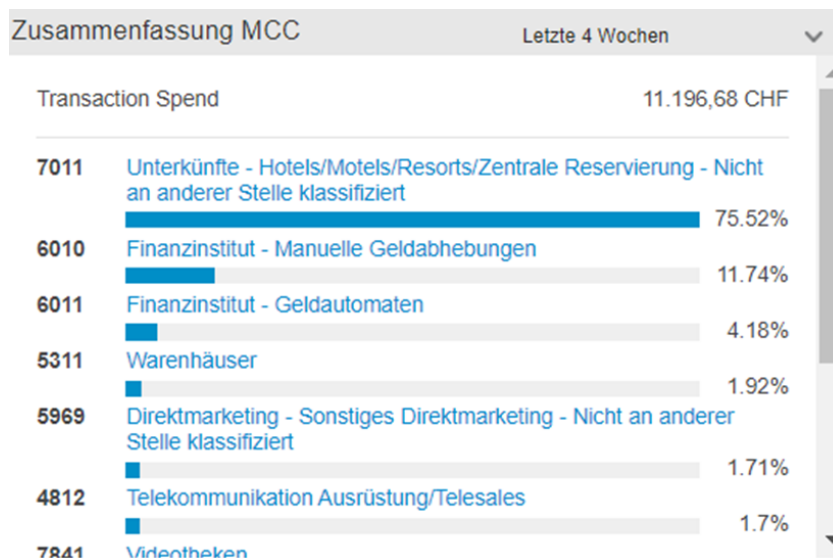 Zusammenfassung MCC
Letzte 4 Wochen
Transaction Spend
11.196,68 CHF
7011
Unterkünfte - Hotels/Motels/Resorts/Zentrale Reservierung - Nicht
an anderer Stelle klassifiziert
75.52%
6010
Finanzinstitut - Manuelle Geldabhebungen
11.74%
6011
Finanzinstitut - Geldautomaten
4.18%
5311
Warenhäuser
1.92%
5969
Direktmarketing - Sonstiges Direktmarketing - Nicht an anderer
Stelle klassifiziert
1.71%
4812
Telekommunikation Ausrüstung/Telesales
1.7%
7841
Videotheken